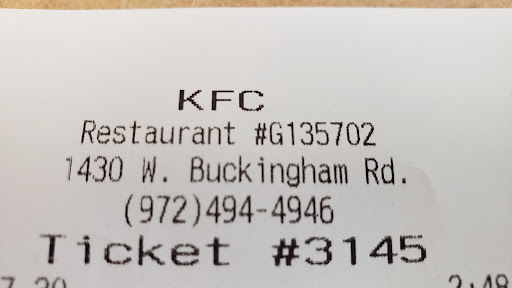 KFC
Restaurant #G135702
1430 W. Buckingham Rd.
(972)494-4946
Ticket #3145